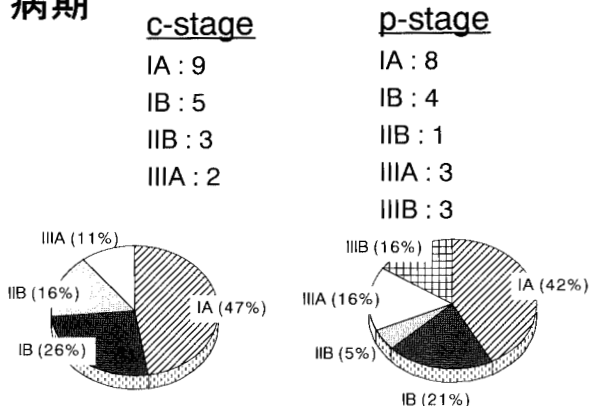 病期
c-stage
IA : 9
IB : 5
IIB : 3
IIIA : 2
p-stage
IA : 8
IB : 4
IIB : 1
IIIA : 3
IIIB : 3
IIIA (11%)
IIB (16%)
IB (26%)
IA (47%)
IIIB (16%)
IIIA (16%)
IIB (5%)
IB (21%)
IA (42%)